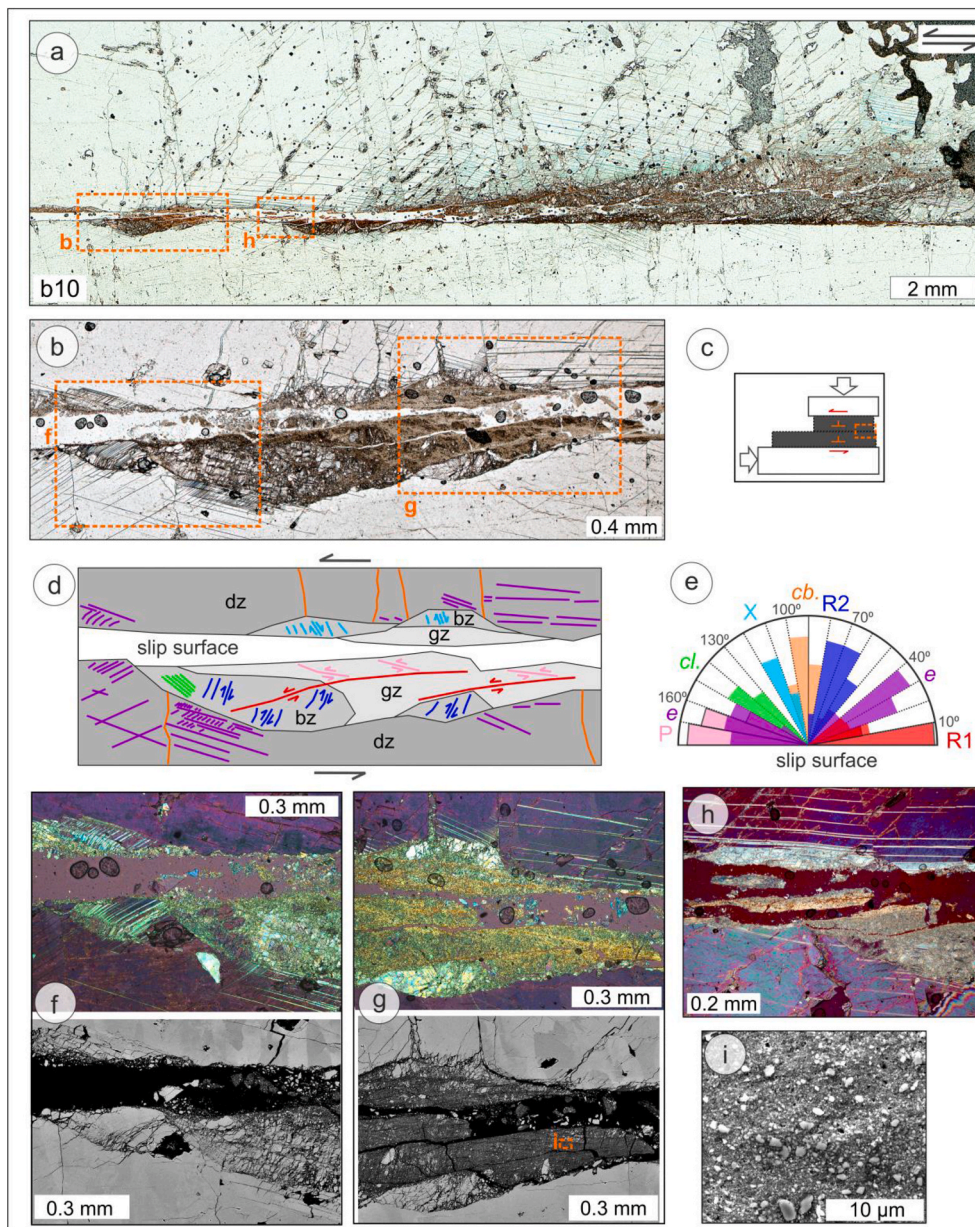 a
b
h
b10
2 mm
b
f
g
0.4 mm
c
d
dz
bz
gz
slip surface
gz
bz
dz
e
X
100º
cb.
R2
70º
130º
cl.
40º
e
160º
e
P
10º
R1
slip surface
0.3 mm
h
0.3 mm
0.2 mm
f
g
i
i
0.3 mm
0.3 mm
10 µm